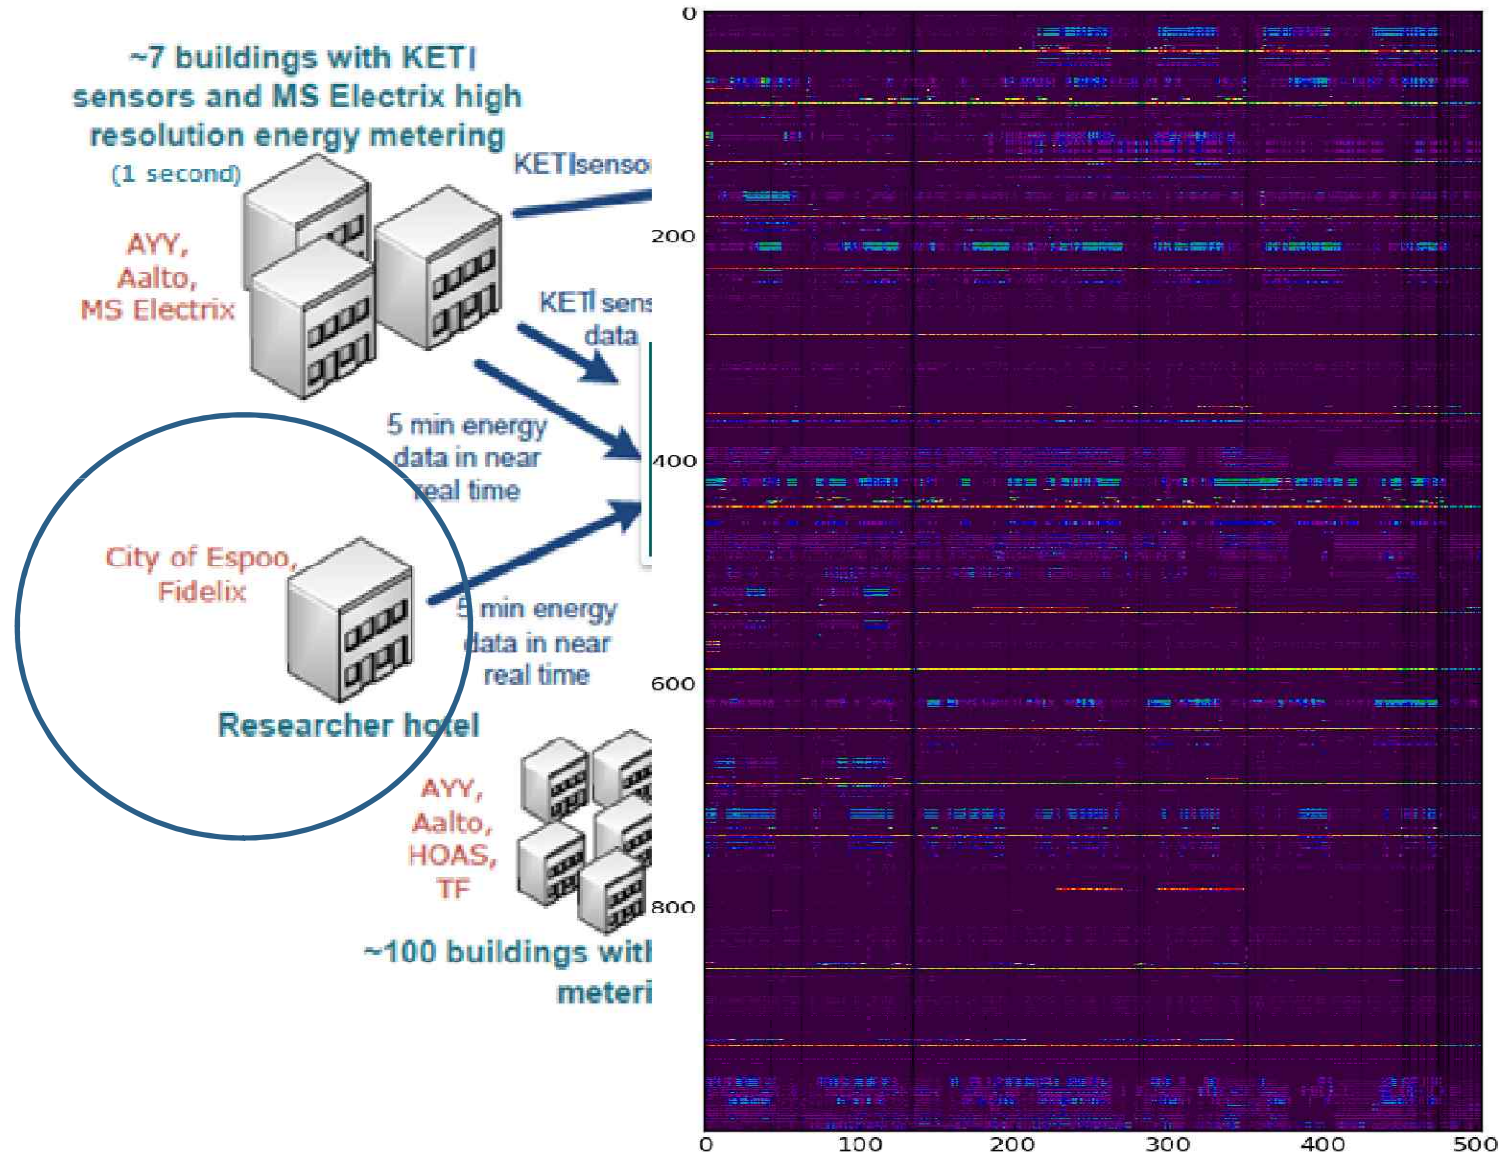 ~7 buildings with KETI
sensors and MS Electrix high
resolution energy metering
(1 second)
KETI sensor
AYY,
Aalto,
MS Electrix
KETI sens
data
5 min energy
data in near
real time
City of Espoo,
Fidelix
5 min energy
data in near
real time
Researcher hotel
AYY,
Aalto,
HOAS,
TF
~100 buildings with
meteri
0
200
400
600
800
0 100 200 300 400 500